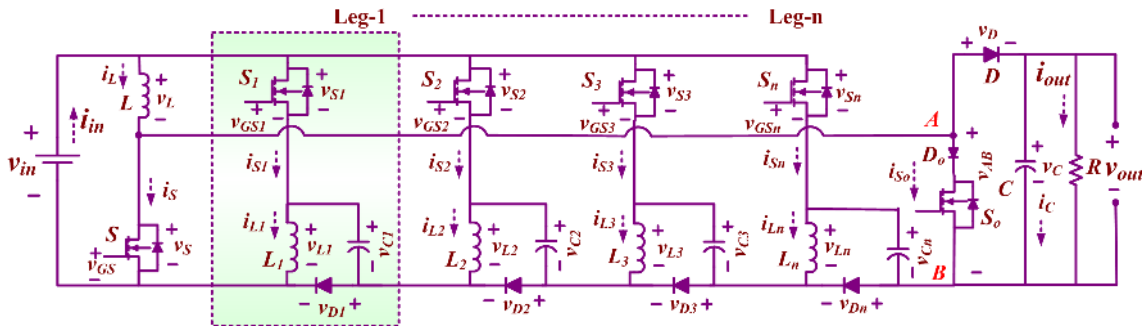 Leg-1 Leg-n
v_D
+ -
D
i_L + L v_L -
S_1 + v_S1 - v_GS1
S_2 + v_S2 - v_GS2
S_3 + v_S3 - v_GS3
S_n + v_Sn - v_GSn
i_out
i_in
A
+ v_in -
i_S
i_S1
i_S2
i_S3
i_Sn
i_So
D_o
+ v_AB -
C + v_C - i_C
R
+ v_out -
S + v_S - v_GS
i_L1 L_1 + v_L1 - + v_C1 -
i_L2 L_2 + v_L2 - + v_C2 -
i_L3 L_3 + v_L3 - + v_C3 -
i_Ln L_n + v_Ln - + v_Cn -
S_o
B
- v_D1 +
- v_D2 +
- v_D3 +
- v_Dn +